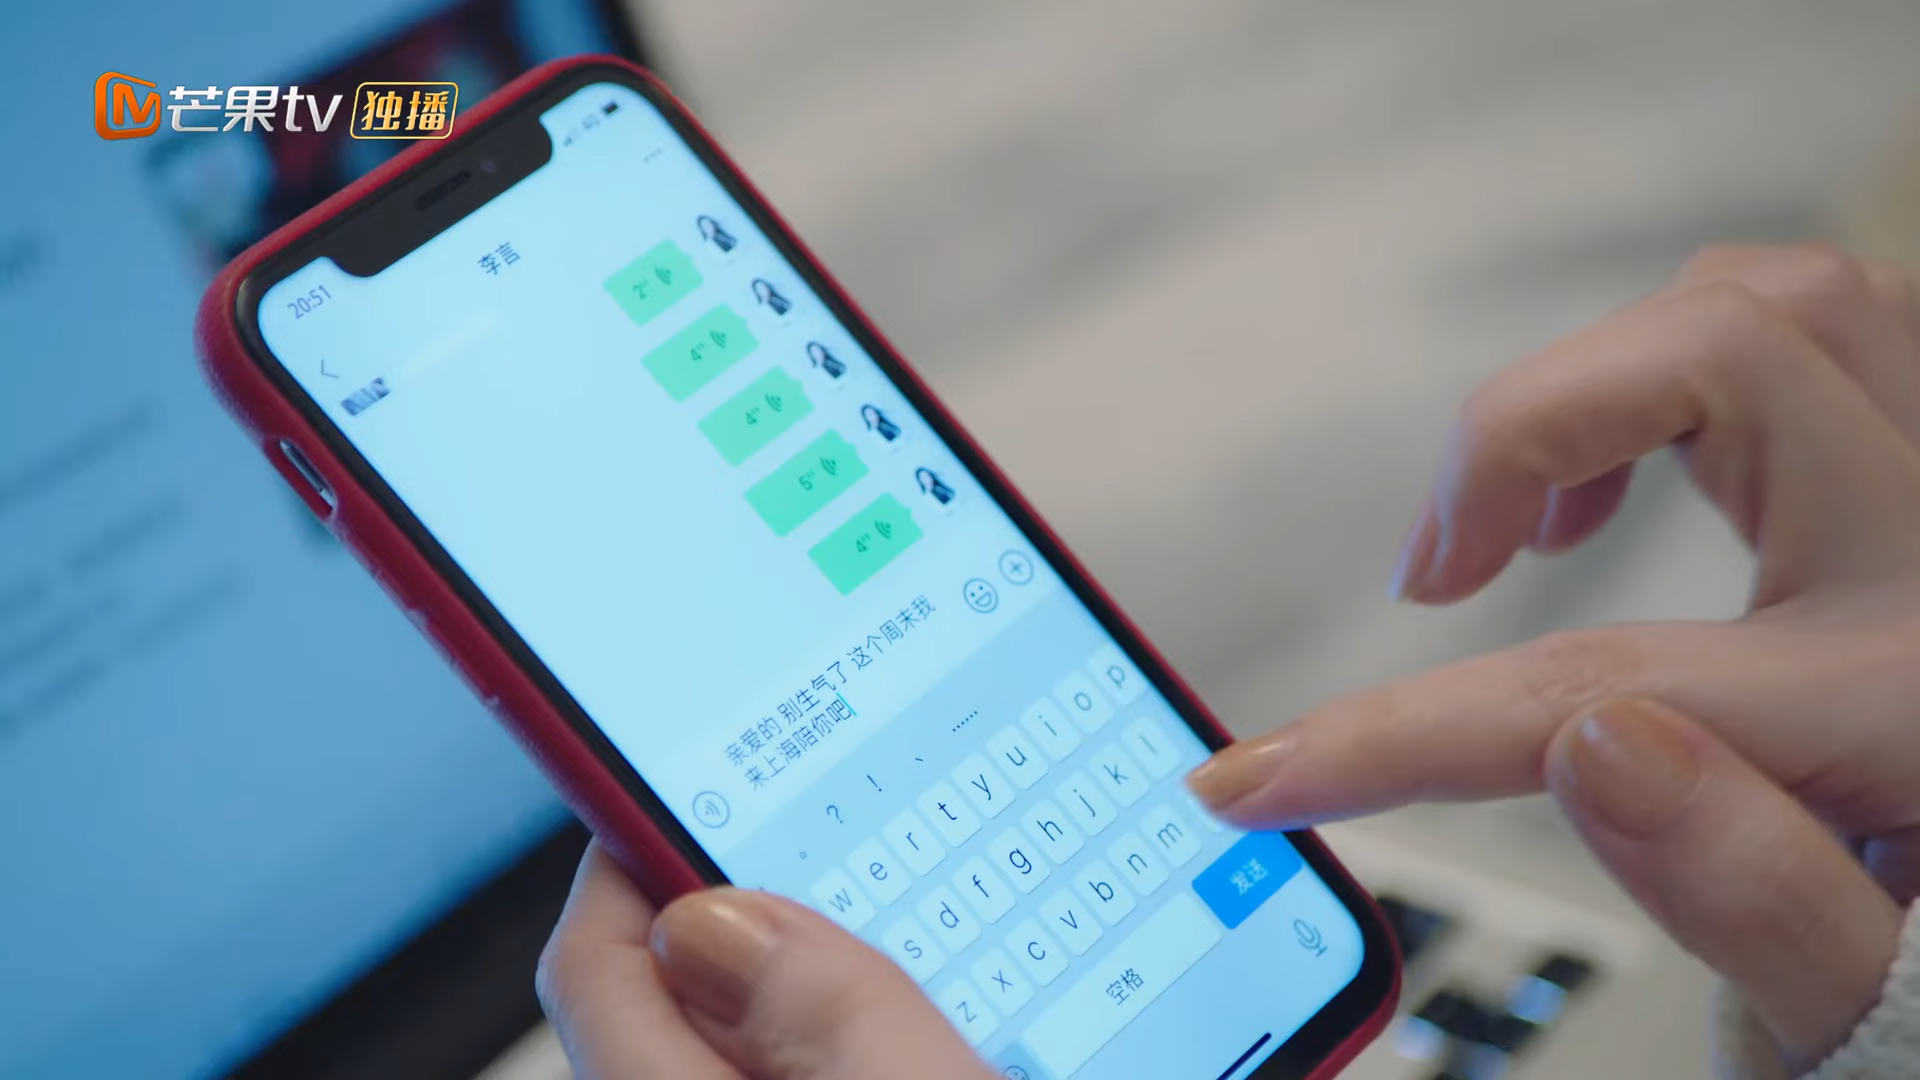 芒果tv 独播
4G
20:51
李言
2"
4"
4"
5"
4"
亲爱的 别生气了 这个周末我
来上海陪你吧
。 ? ! 、 ......
w e r t y u i o p
s d f g h j k l
z x c v b n m
空格 发送